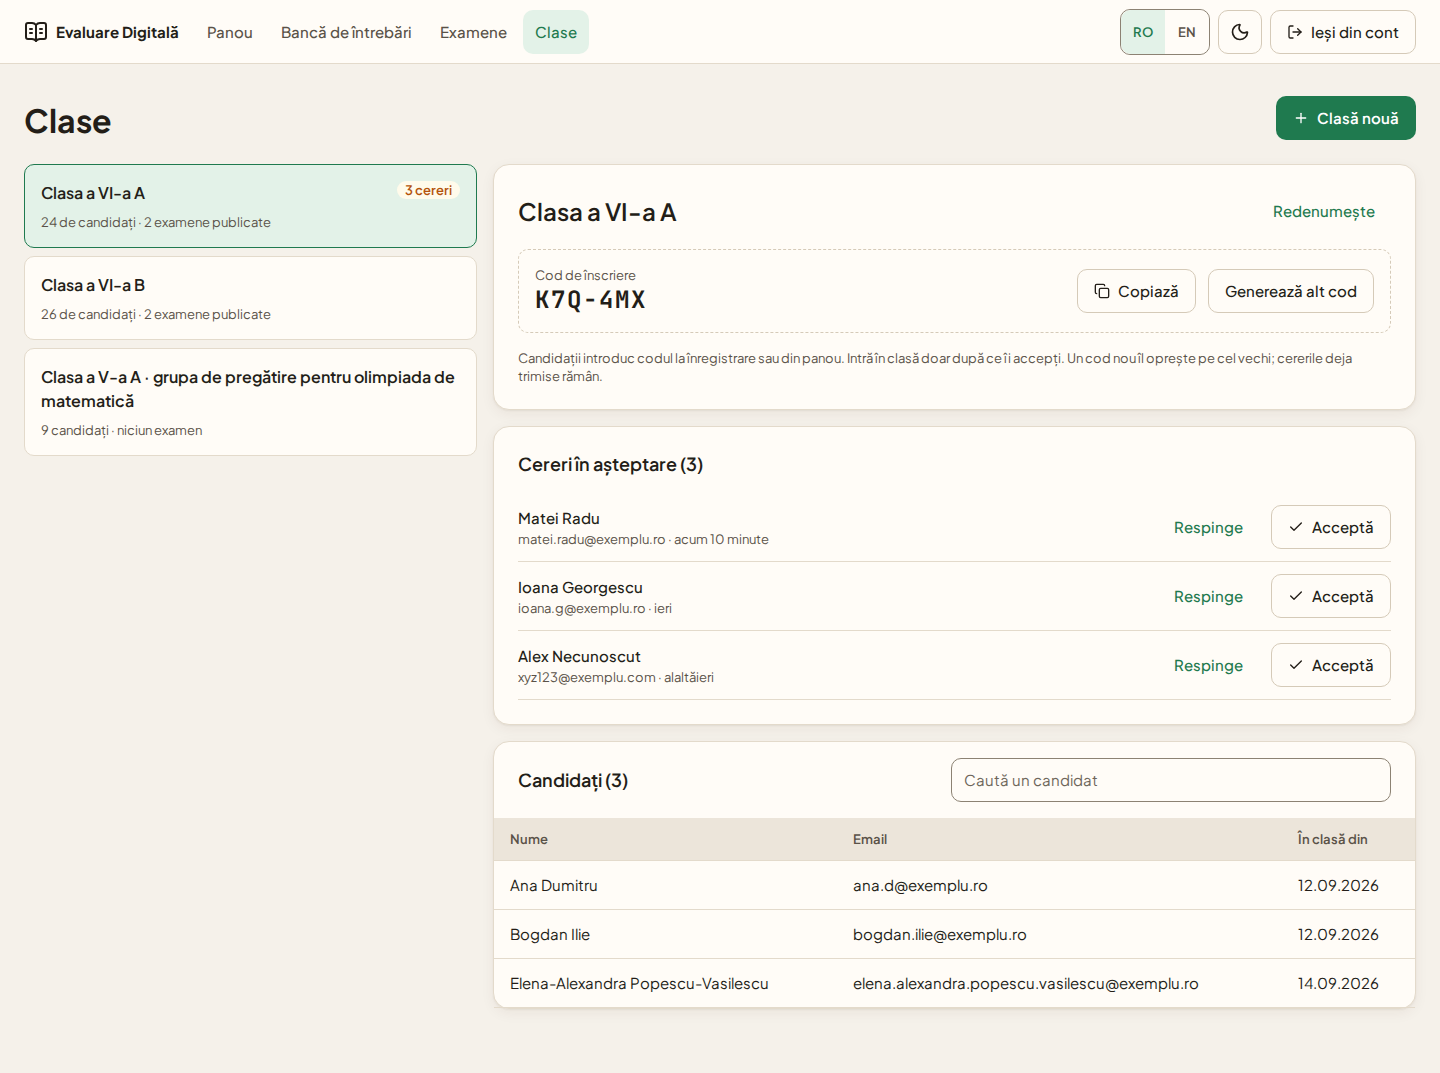 Evaluare Digitală
Panou
Bancă de întrebări
Examene
Clase
RO
EN
Ieși din cont
Clase
Clasă nouă
Clasa a VI-a A
3 cereri
24 de candidați · 2 examene publicate
Clasa a VI-a B
26 de candidați · 2 examene publicate
Clasa a V-a A · grupa de pregătire pentru olimpiada de
matematică
9 candidați · niciun examen
Clasa a VI-a A
Redenumește
Cod de înscriere
K7Q-4MX
Copiază
Generează alt cod
Candidații introduc codul la înregistrare sau din panou. Intră în clasă doar după ce îi accepți. Un cod nou îl oprește pe cel vechi; cererile deja
trimise rămân.
Cereri în așteptare (3)
Matei Radu
matei.radu@exemplu.ro · acum 10 minute
Respinge
Acceptă
Ioana Georgescu
ioana.g@exemplu.ro · ieri
Respinge
Acceptă
Alex Necunoscut
xyz123@exemplu.com · alaltăieri
Respinge
Acceptă
Candidați (3)
Caută un candidat
Nume
Email
În clasă din
Ana Dumitru
ana.d@exemplu.ro
12.09.2026
Bogdan Ilie
bogdan.ilie@exemplu.ro
12.09.2026
Elena-Alexandra Popescu-Vasilescu
elena.alexandra.popescu.vasilescu@exemplu.ro
14.09.2026